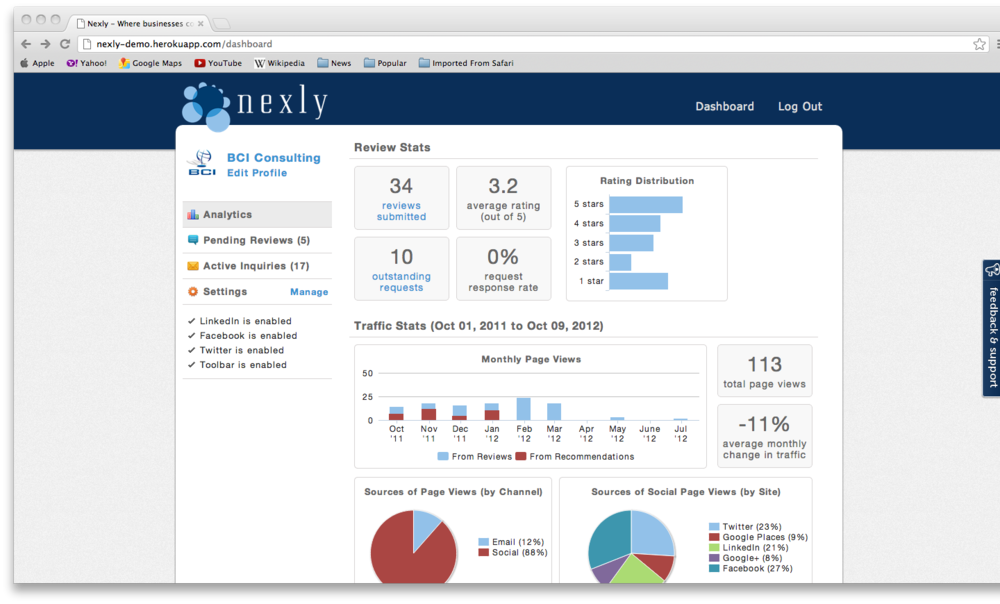 Nexly – Where businesses co
nexly-demo.herokuapp.com/dashboard
Apple Yahoo! Google Maps YouTube Wikipedia News Popular Imported From Safari
nexly
Dashboard Log Out
BCI
BCI Consulting
Edit Profile
Analytics
Pending Reviews (5)
Active Inquiries (17)
Settings Manage
LinkedIn is enabled
Facebook is enabled
Twitter is enabled
Toolbar is enabled
Review Stats
34
reviews
submitted
3.2
average rating
(out of 5)
10
outstanding
requests
0%
request
response rate
Rating Distribution
5 stars
4 stars
3 stars
2 stars
1 star
Traffic Stats (Oct 01, 2011 to Oct 09, 2012)
Monthly Page Views
50
25
0
Oct Nov Dec Jan Feb Mar Apr May June Jul
'11 '11 '11 '12 '12 '12 '12 '12 '12 '12
From Reviews From Recommendations
113
total page views
-11%
average monthly
change in traffic
Sources of Page Views (by Channel)
Email (12%)
Social (88%)
Sources of Social Page Views (by Site)
Twitter (23%)
Google Places (9%)
LinkedIn (21%)
Google+ (8%)
Facebook (27%)
feedback & support